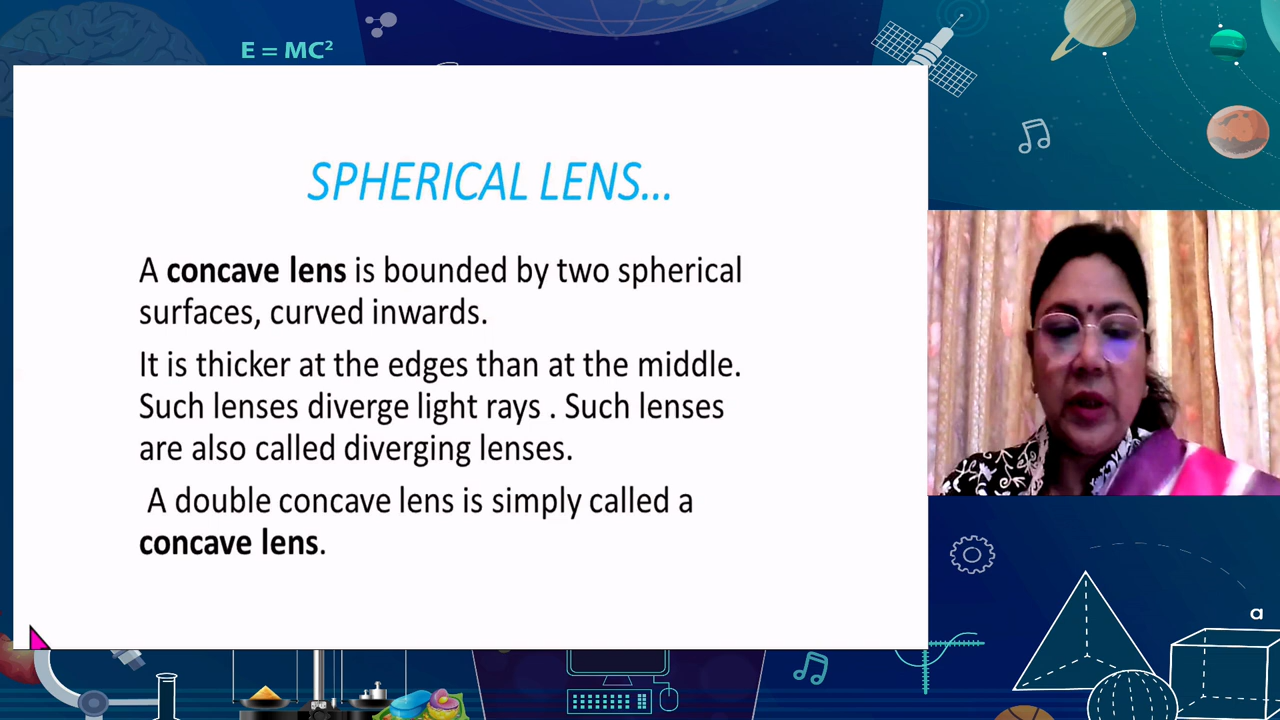 E = MC²
SPHERICAL LENS...
A concave lens is bounded by two spherical
surfaces, curved inwards.
It is thicker at the edges than at the middle.
Such lenses diverge light rays . Such lenses
are also called diverging lenses.
A double concave lens is simply called a
concave lens.
a